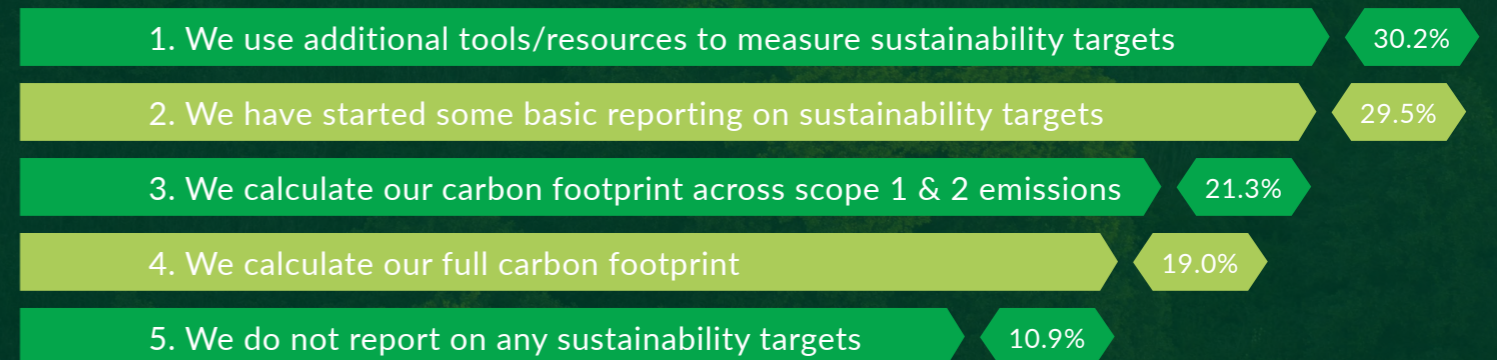 1. We use additional tools/resources to measure sustainability targets 30.2%
2. We have started some basic reporting on sustainability targets 29.5%
3. We calculate our carbon footprint across scope 1 & 2 emissions 21.3%
4. We calculate our full carbon footprint 19.0%
5. We do not report on any sustainability targets 10.9%